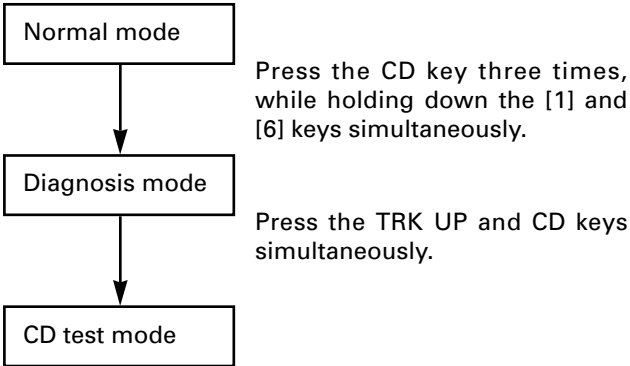 Normal mode
Press the CD key three times,
while holding down the [1] and
[6] keys simultaneously.
Diagnosis mode
Press the TRK UP and CD keys
simultaneously.
CD test mode